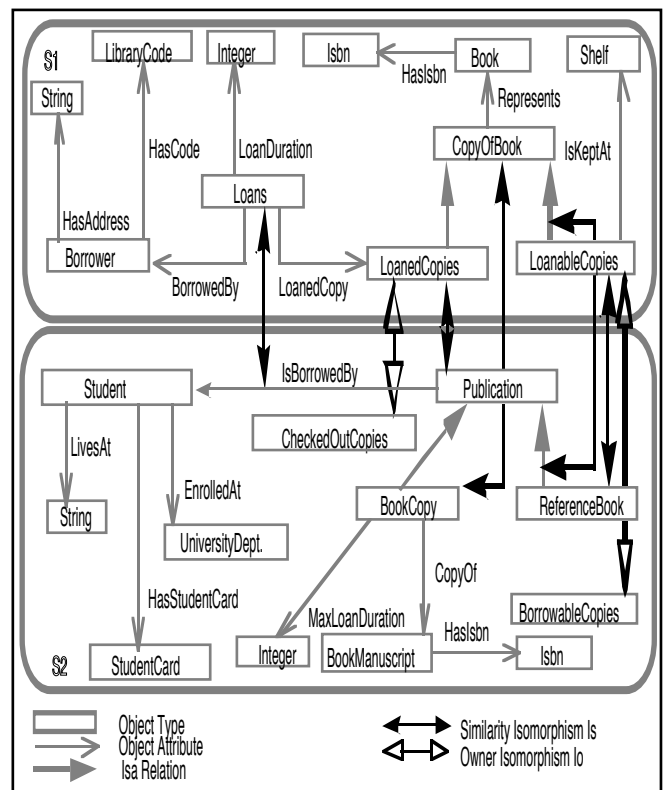 S1
LibraryCode
Integer
Isbn
Book
Shelf
HasIsbn
String
Represents
HasCode
LoanDuration
CopyOfBook
IsKeptAt
Loans
HasAddress
Borrower
LoanedCopies
LoanableCopies
BorrowedBy
LoanedCopy
IsBorrowedBy
Student
Publication
CheckedOutCopies
LivesAt
EnrolledAt
BookCopy
ReferenceBook
String
UniversityDept.
CopyOf
HasStudentCard
BorrowableCopies
MaxLoanDuration
HasIsbn
StudentCard
Integer
BookManuscript
Isbn
S2
Object Type
Object Attribute
Isa Relation
Similarity Isomorphism Is
Owner Isomorphism Io